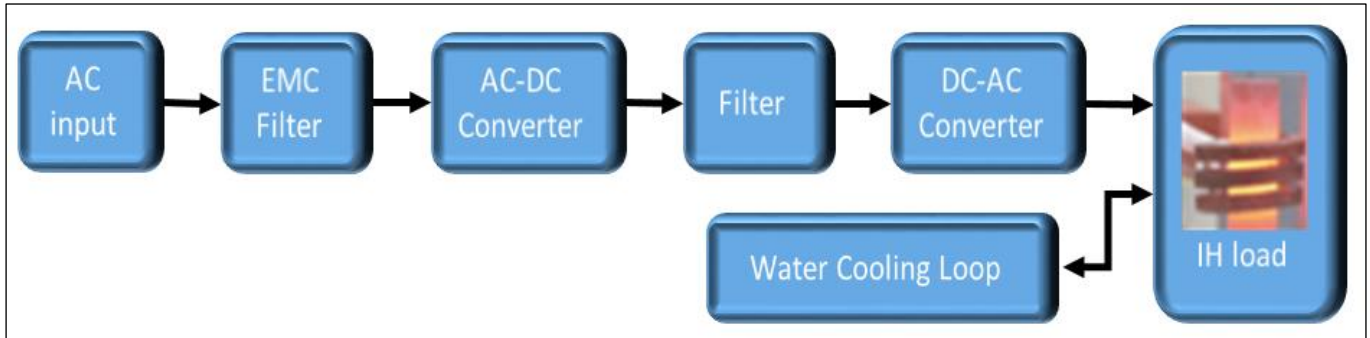 AC
input
EMC
Filter
AC-DC
Converter
Filter
DC-AC
Converter
IH load
Water Cooling Loop